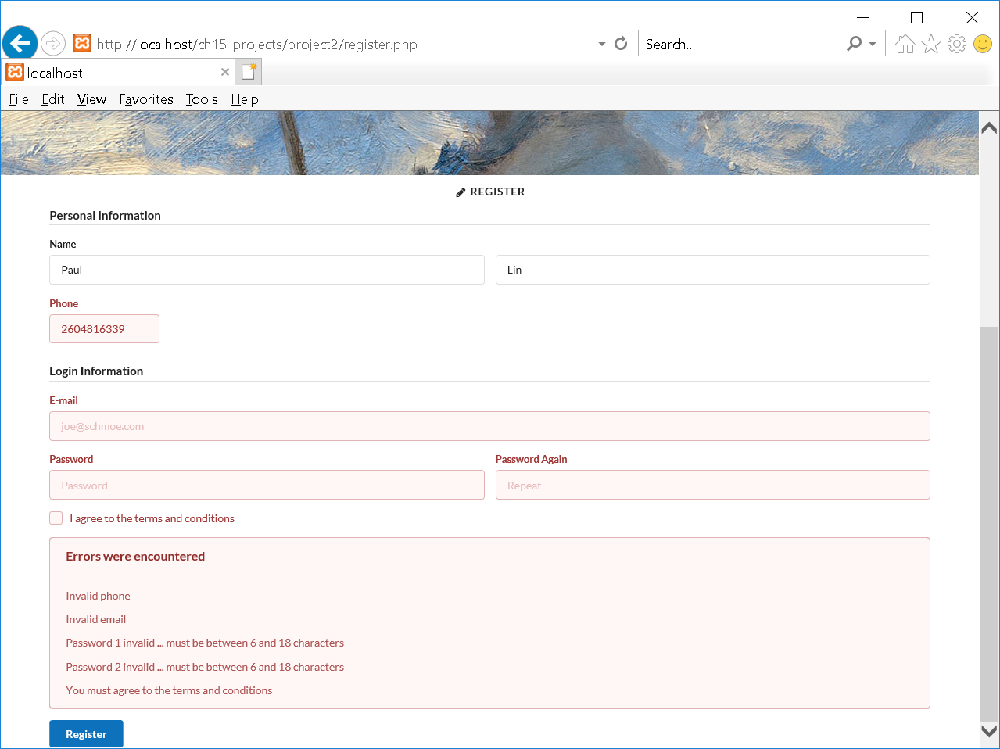 http://localhost/ch15-projects/project2/register.php
Search...
localhost
File Edit View Favorites Tools Help
REGISTER
Personal Information
Name
Paul Lin
Phone
2604816339
Login Information
E-mail
joe@schmoe.com
Password Password Again
Password Repeat
I agree to the terms and conditions
Errors were encountered
Invalid phone
Invalid email
Password 1 invalid ... must be between 6 and 18 characters
Password 2 invalid ... must be between 6 and 18 characters
You must agree to the terms and conditions
Register